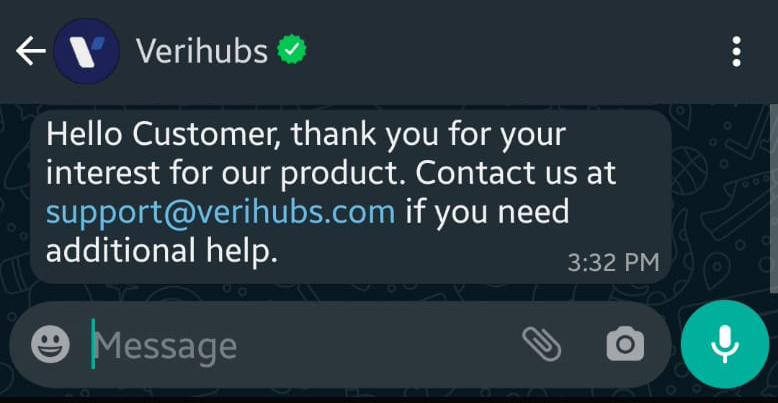 Verihubs
Hello Customer, thank you for your
interest for our product. Contact us at
support@verihubs.com if you need
additional help.
3:32 PM
Message